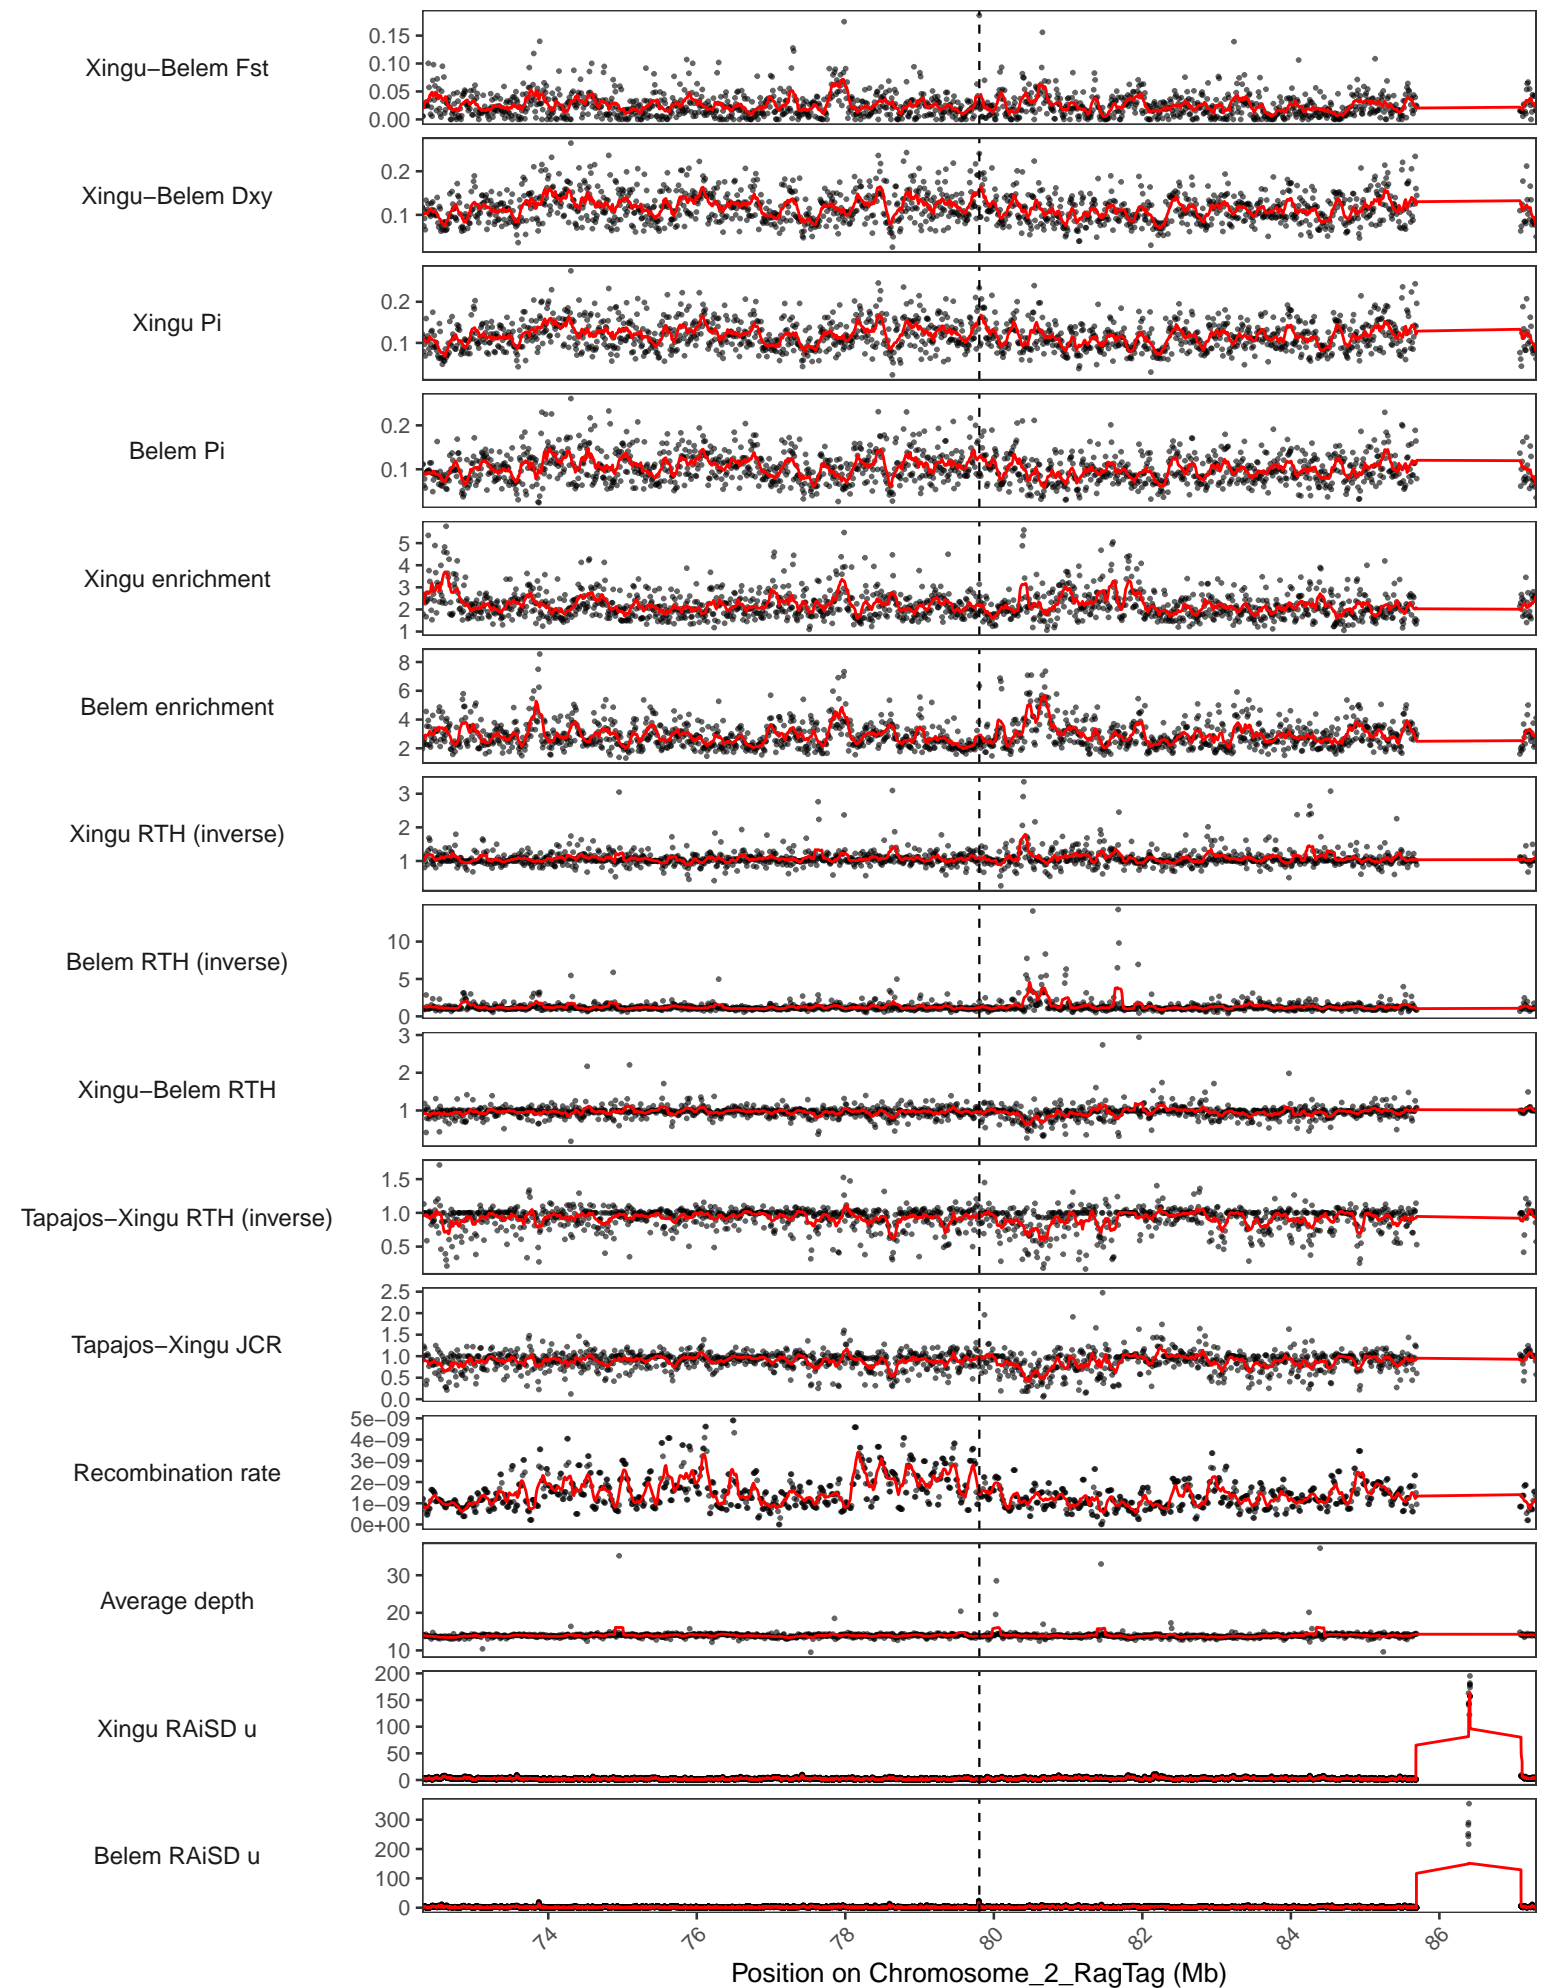 Xingu−Belem Fst
0.15
0.10
0.05
0.00
Xingu−Belem Dxy
0.2
0.1
Xingu Pi
0.2
0.1
Belem Pi
0.2
0.1
Xingu enrichment
5
4
3
2
1
Belem enrichment
8
6
4
2
Xingu RTH (inverse)
3
2
1
Belem RTH (inverse)
10
5
0
Xingu−Belem RTH
3
2
1
Tapajos−Xingu RTH (inverse)
1.5
1.0
0.5
Tapajos−Xingu JCR
2.5
2.0
1.5
1.0
0.5
0.0
Recombination rate
5e−09
4e−09
3e−09
2e−09
1e−09
0e+00
Average depth
30
20
10
Xingu RAiSD u
200
150
100
50
0
Belem RAiSD u
300
200
100
0
74 76 78 80 82 84 86
Position on Chromosome_2_RagTag (Mb)